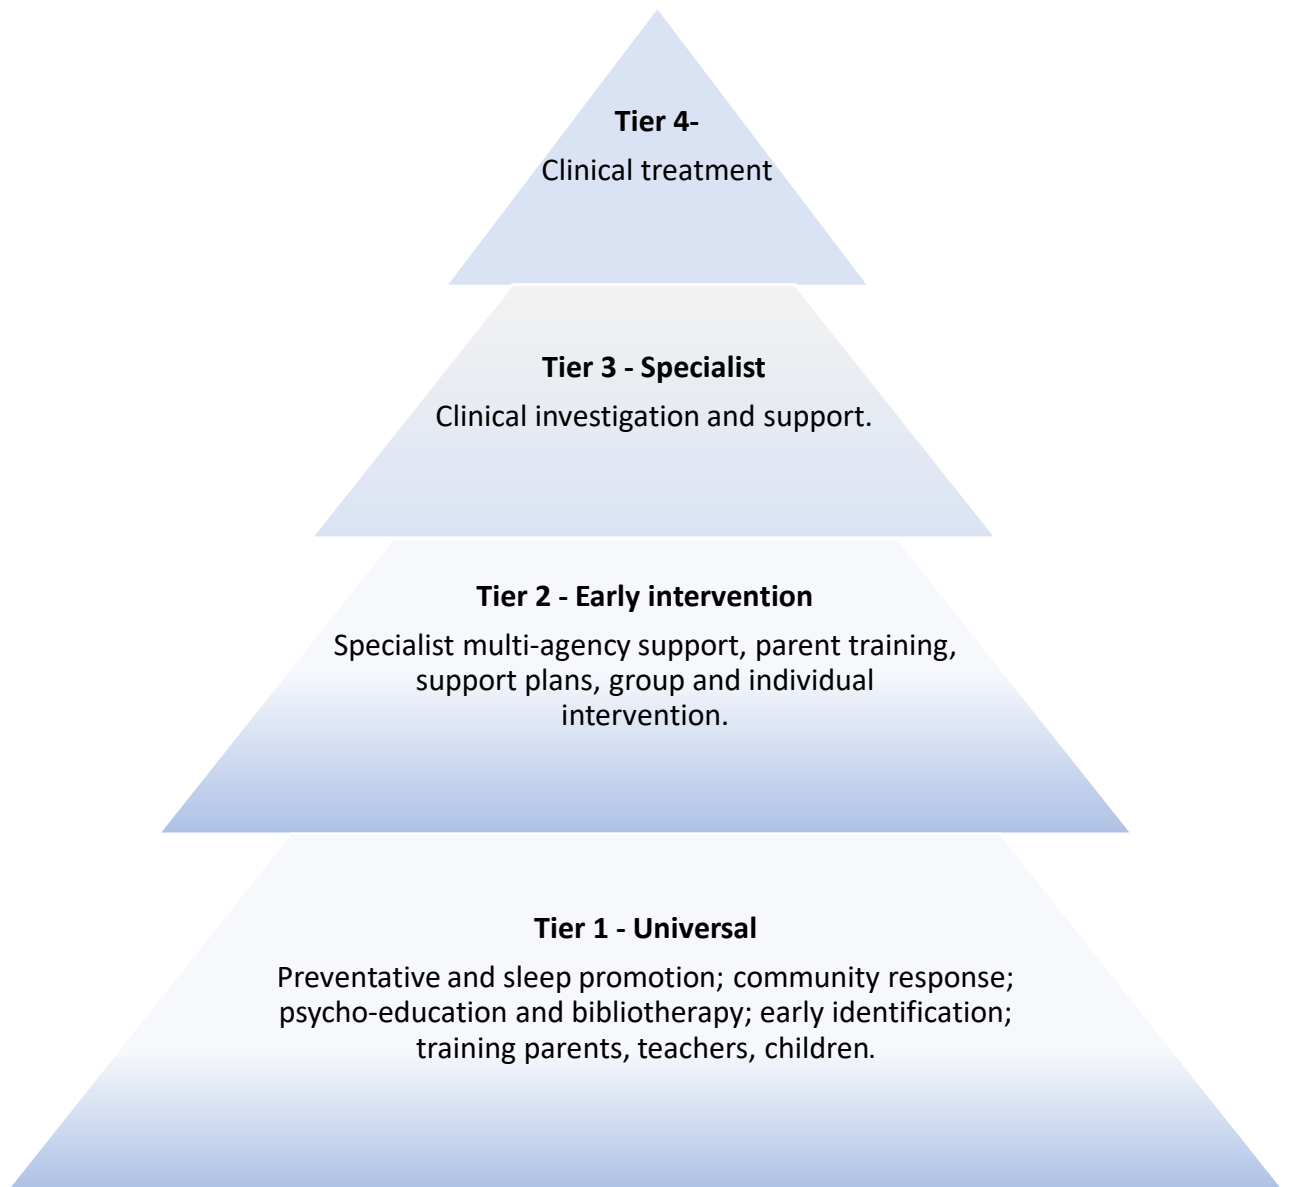 Tier 4-
Clinical treatment
Tier 3 - Specialist
Clinical investigation and support.
Tier 2 - Early intervention
Specialist multi-agency support, parent training,
support plans, group and individual
intervention.
Tier 1 - Universal
Preventative and sleep promotion; community response;
psycho-education and bibliotherapy; early identification;
training parents, teachers, children.